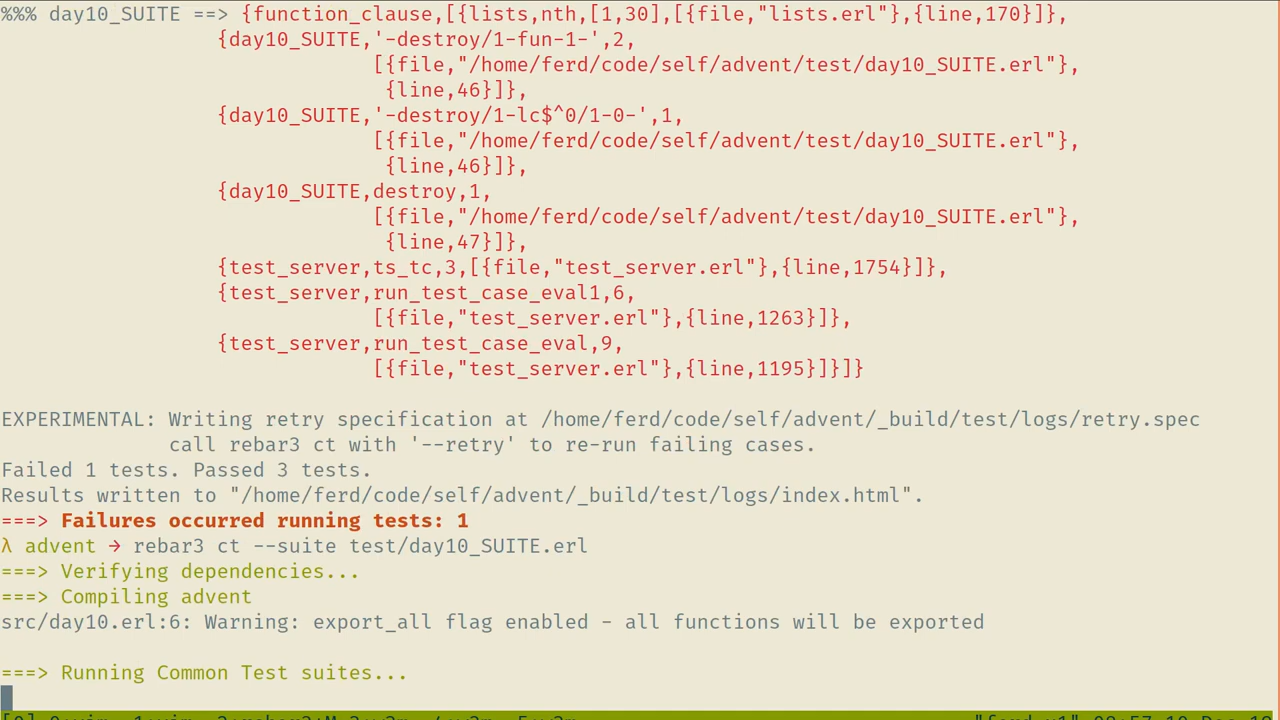 %%% day10_SUITE ==> {function_clause,[{lists,nth,[1,30],[{file,"lists.erl"},{line,170}]},
{day10_SUITE,'-destroy/1-fun-1-',2,
[{file,"/home/ferd/code/self/advent/test/day10_SUITE.erl"},
{line,46}]},
{day10_SUITE,'-destroy/1-lc$^0/1-0-',1,
[{file,"/home/ferd/code/self/advent/test/day10_SUITE.erl"},
{line,46}]},
{day10_SUITE,destroy,1,
[{file,"/home/ferd/code/self/advent/test/day10_SUITE.erl"},
{line,47}]},
{test_server,ts_tc,3,[{file,"test_server.erl"},{line,1754}]},
{test_server,run_test_case_eval1,6,
[{file,"test_server.erl"},{line,1263}]},
{test_server,run_test_case_eval,9,
[{file,"test_server.erl"},{line,1195}]}]}
EXPERIMENTAL: Writing retry specification at /home/ferd/code/self/advent/_build/test/logs/retry.spec
call rebar3 ct with '--retry' to re-run failing cases.
Failed 1 tests. Passed 3 tests.
Results written to "/home/ferd/code/self/advent/_build/test/logs/index.html".
===> Failures occurred running tests: 1
λ advent → rebar3 ct --suite test/day10_SUITE.erl
===> Verifying dependencies...
===> Compiling advent
src/day10.erl:6: Warning: export_all flag enabled - all functions will be exported
===> Running Common Test suites...